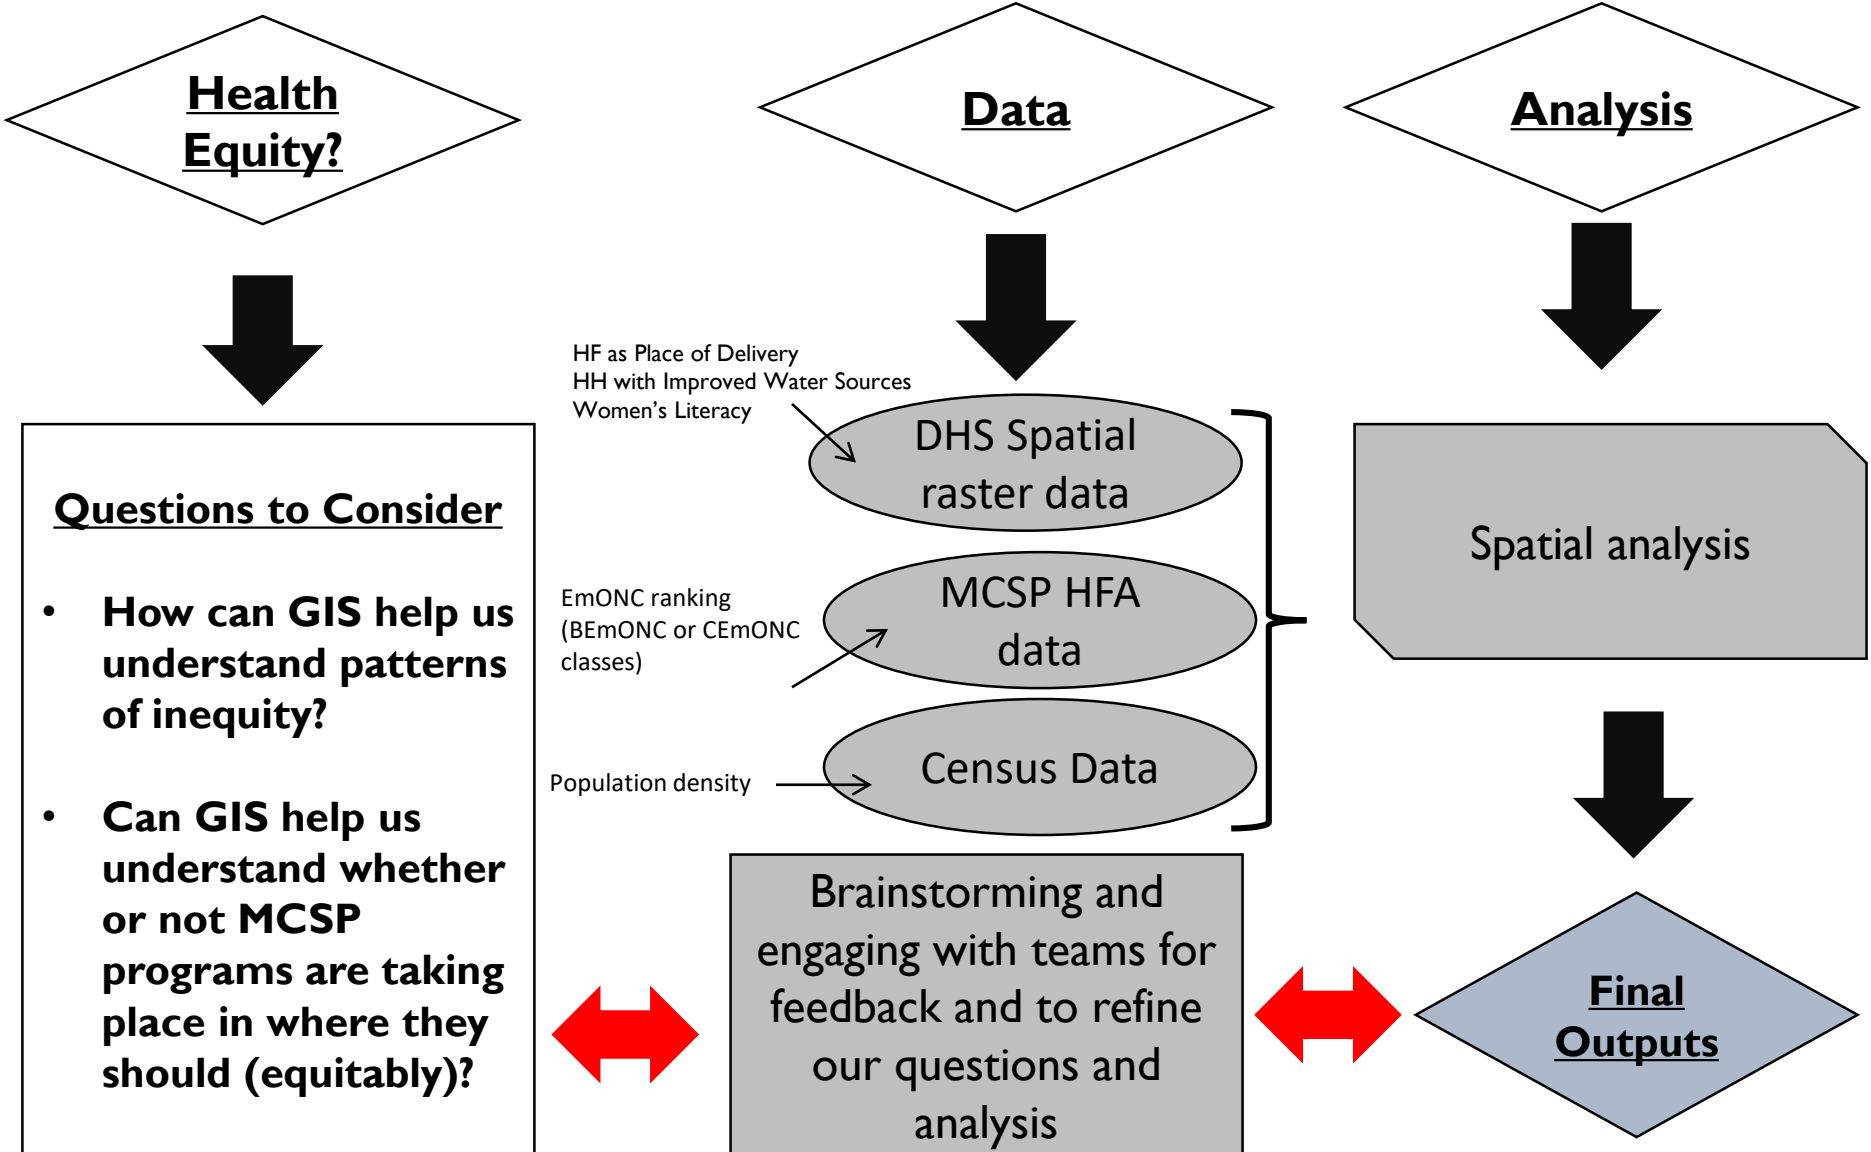 Health
Equity?
Data
Analysis
Questions to Consider
• How can GIS help us
understand patterns
of inequity?
• Can GIS help us
understand whether
or not MCSP
programs are taking
place in where they
should (equitably)?
HF as Place of Delivery
HH with Improved Water Sources
Women’s Literacy
DHS Spatial
raster data
EmONC ranking
(BEmONC or CEmONC
classes)
MCSP HFA
data
Population density
Census Data
Brainstorming and
engaging with teams for
feedback and to refine
our questions and
analysis
Spatial analysis
Final
Outputs